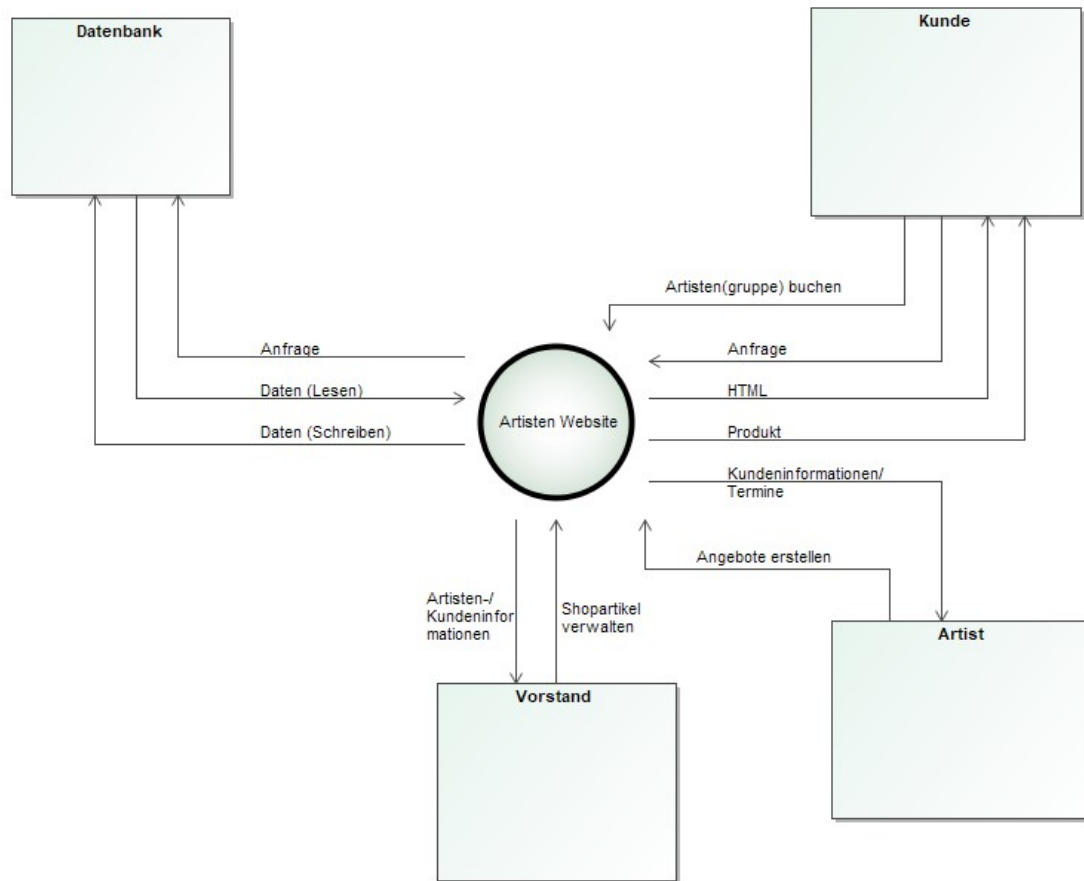 Datenbank
Kunde
Artisten(gruppe) buchen
Anfrage
Anfrage
Daten (Lesen)
HTML
Artisten Website
Daten (Schreiben)
Produkt
Kundeninformationen/
Termine
Angebote erstellen
Artisten-/
Kundeninfor
mationen
Shopartikel
verwalten
Artist
Vorstand